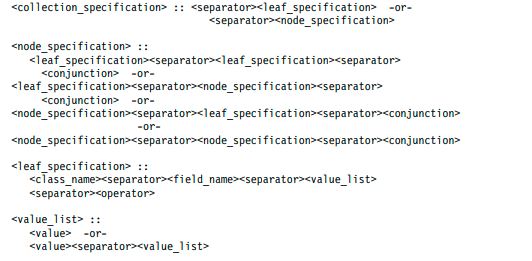 <collection_specification> :: <separator><leaf_specification> -or-
<separator><node_specification>
<node_specification> ::
<leaf_specification><separator><leaf_specification><separator>
<conjunction> -or-
<leaf_specification><separator><node_specification><separator>
<conjunction> -or-
<node_specification><separator><leaf_specification><separator><conjunction>
-or-
<node_specification><separator><node_specification><separator><conjunction>
<leaf_specification> ::
<class_name><separator><field_name><separator><value_list>
<separator><operator>
<value_list> ::
<value> -or-
<value><separator><value_list>